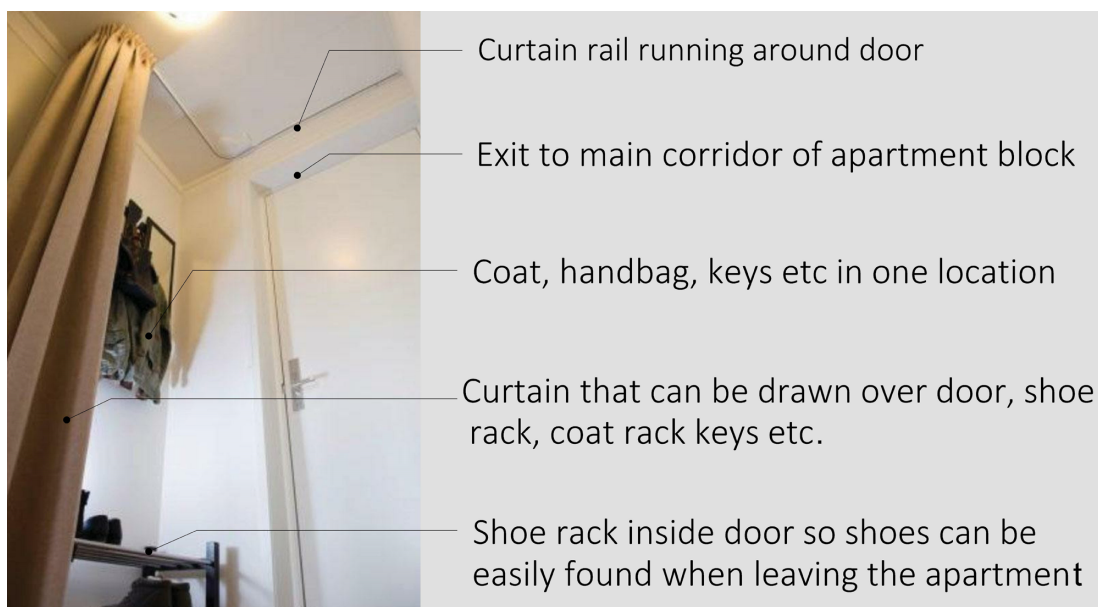 Curtain rail running around door
Exit to main corridor of apartment block
Coat, handbag, keys etc in one location
Curtain that can be drawn over door, shoe
rack, coat rack keys etc.
Shoe rack inside door so shoes can be
easily found when leaving the apartment